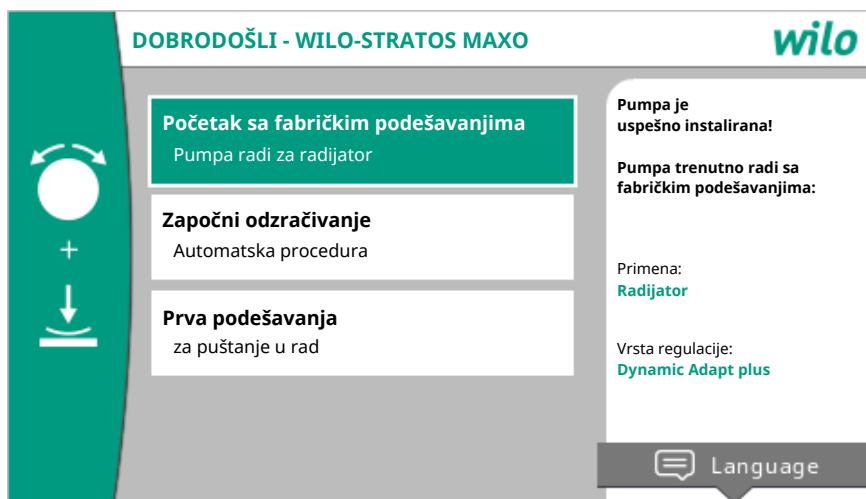 DOBRODOŠLI - WILO-STRATOS MAXO
wilo
Početak sa fabričkim podešavanjima
Pumpa radi za radijator
Započni odzračivanje
Automatska procedura
Prva podešavanja
za puštanje u rad
+
Pumpa je
uspešno instalirana!
Pumpa trenutno radi sa
fabričkim podešavanjima:
Primena:
Radijator
Vrsta regulacije:
Dynamic Adapt plus
Language